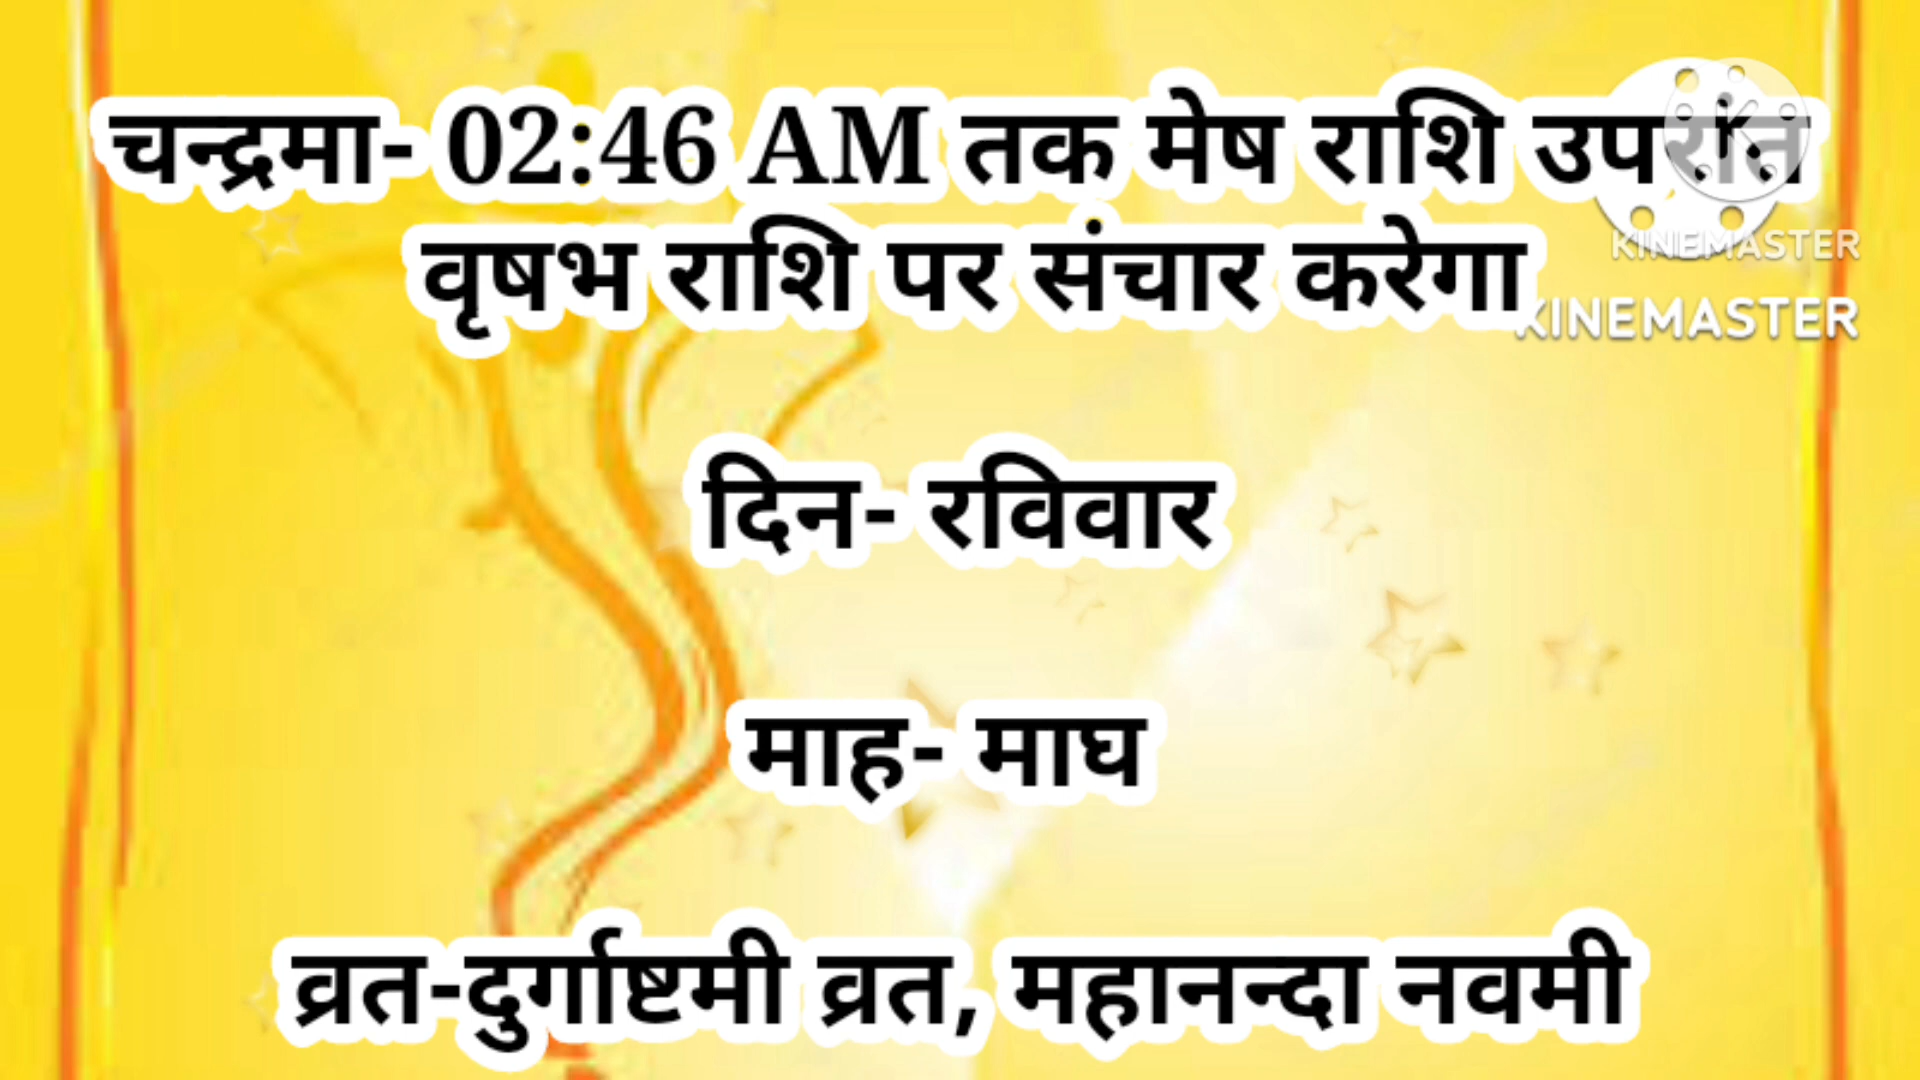 चन्द्रमा- 02:46 AM तक मेष राशि उपरांत
वृषभ राशि पर संचार करेगा
KINEMASTER
KINEMASTER
दिन- रविवार
माह- माघ
व्रत-दुर्गाष्टमी व्रत, महानन्दा नवमी